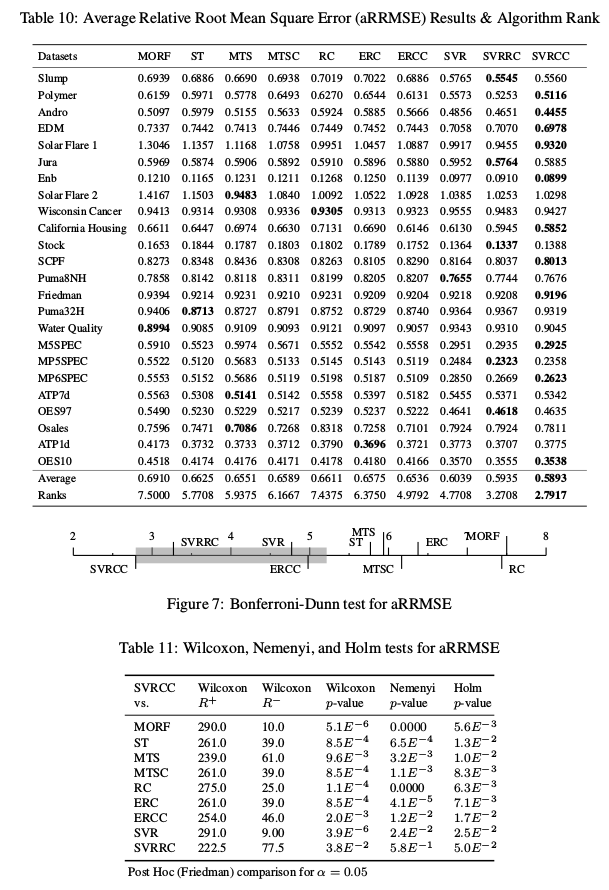 Table 10: Average Relative Root Mean Square Error (aRRMSE) Results & Algorithm Rank
Datasets MORF ST MTS MTSC RC ERC ERCC SVR SVRRC SVRCC
Slump 0.6939 0.6886 0.6690 0.6938 0.7019 0.7022 0.6886 0.5765 0.5545 0.5560
Polymer 0.6159 0.5971 0.5778 0.6493 0.6270 0.6544 0.6131 0.5573 0.5253 0.5116
Andro 0.5097 0.5979 0.5155 0.5633 0.5924 0.5885 0.5666 0.4856 0.4651 0.4455
EDM 0.7337 0.7442 0.7413 0.7446 0.7449 0.7452 0.7443 0.7058 0.7070 0.6978
Solar Flare 1 1.3046 1.1357 1.1168 1.0758 0.9951 1.0457 1.0887 0.9917 0.9455 0.9320
Jura 0.5969 0.5874 0.5906 0.5892 0.5910 0.5896 0.5880 0.5952 0.5764 0.5885
Enb 0.1210 0.1165 0.1231 0.1211 0.1268 0.1250 0.1139 0.0977 0.0910 0.0899
Solar Flare 2 1.4167 1.1503 0.9483 1.0840 1.0092 1.0522 1.0928 1.0385 1.0253 1.0298
Wisconsin Cancer 0.9413 0.9314 0.9308 0.9336 0.9305 0.9313 0.9323 0.9555 0.9483 0.9427
California Housing 0.6611 0.6447 0.6974 0.6630 0.7131 0.6690 0.6146 0.6130 0.5945 0.5852
Stock 0.1653 0.1844 0.1787 0.1803 0.1802 0.1789 0.1752 0.1364 0.1337 0.1388
SCPF 0.8273 0.8348 0.8436 0.8308 0.8263 0.8105 0.8290 0.8164 0.8037 0.8013
Puma8NH 0.7858 0.8142 0.8118 0.8311 0.8199 0.8205 0.8207 0.7655 0.7744 0.7676
Friedman 0.9394 0.9214 0.9231 0.9210 0.9231 0.9209 0.9204 0.9218 0.9208 0.9196
Puma32H 0.9406 0.8713 0.8727 0.8791 0.8752 0.8729 0.8740 0.9364 0.9367 0.9319
Water Quality 0.8994 0.9085 0.9109 0.9093 0.9121 0.9097 0.9057 0.9343 0.9310 0.9045
M5SPEC 0.5910 0.5523 0.5974 0.5671 0.5552 0.5542 0.5558 0.2951 0.2935 0.2925
MP5SPEC 0.5522 0.5120 0.5683 0.5133 0.5145 0.5143 0.5119 0.2484 0.2323 0.2358
MP6SPEC 0.5553 0.5152 0.5686 0.5119 0.5198 0.5187 0.5109 0.2850 0.2669 0.2623
ATP7d 0.5563 0.5308 0.5141 0.5142 0.5558 0.5397 0.5182 0.5455 0.5371 0.5342
OES97 0.5490 0.5230 0.5229 0.5217 0.5239 0.5237 0.5222 0.4641 0.4618 0.4635
Osales 0.7596 0.7471 0.7086 0.7268 0.8318 0.7258 0.7101 0.7924 0.7924 0.7811
ATP1d 0.4173 0.3732 0.3733 0.3712 0.3790 0.3696 0.3721 0.3773 0.3707 0.3775
OES10 0.4518 0.4174 0.4176 0.4171 0.4178 0.4180 0.4166 0.3570 0.3555 0.3538
Average 0.6910 0.6625 0.6551 0.6589 0.6611 0.6575 0.6536 0.6039 0.5935 0.5893
Ranks 7.5000 5.7708 5.9375 6.1667 7.4375 6.3750 4.9792 4.7708 3.2708 2.7917
2 3 4 5 6 7 8
SVRRC SVR ST MTS ERC MORF
SVRCC ERCC MTSC RC
Figure 7: Bonferroni-Dunn test for aRRMSE
Table 11: Wilcoxon, Nemenyi, and Holm tests for aRRMSE
SVRCC Wilcoxon Wilcoxon Wilcoxon Nemenyi Holm
vs. R⁺ R⁻ p-value p-value p-value
MORF 290.0 10.0 5.1E⁻⁶ 0.0000 5.6E⁻³
ST 261.0 39.0 8.5E⁻⁴ 6.5E⁻⁴ 1.3E⁻²
MTS 239.0 61.0 9.6E⁻³ 3.2E⁻³ 1.0E⁻²
MTSC 261.0 39.0 8.5E⁻⁴ 1.1E⁻³ 8.3E⁻³
RC 275.0 25.0 1.1E⁻⁴ 0.0000 6.3E⁻³
ERC 261.0 39.0 8.5E⁻⁴ 4.1E⁻⁵ 7.1E⁻³
ERCC 254.0 46.0 2.0E⁻³ 1.2E⁻² 1.7E⁻²
SVR 291.0 9.00 3.9E⁻⁶ 2.4E⁻² 2.5E⁻²
SVRRC 222.5 77.5 3.8E⁻² 5.8E⁻¹ 5.0E⁻²
Post Hoc (Friedman) comparison for α = 0.05